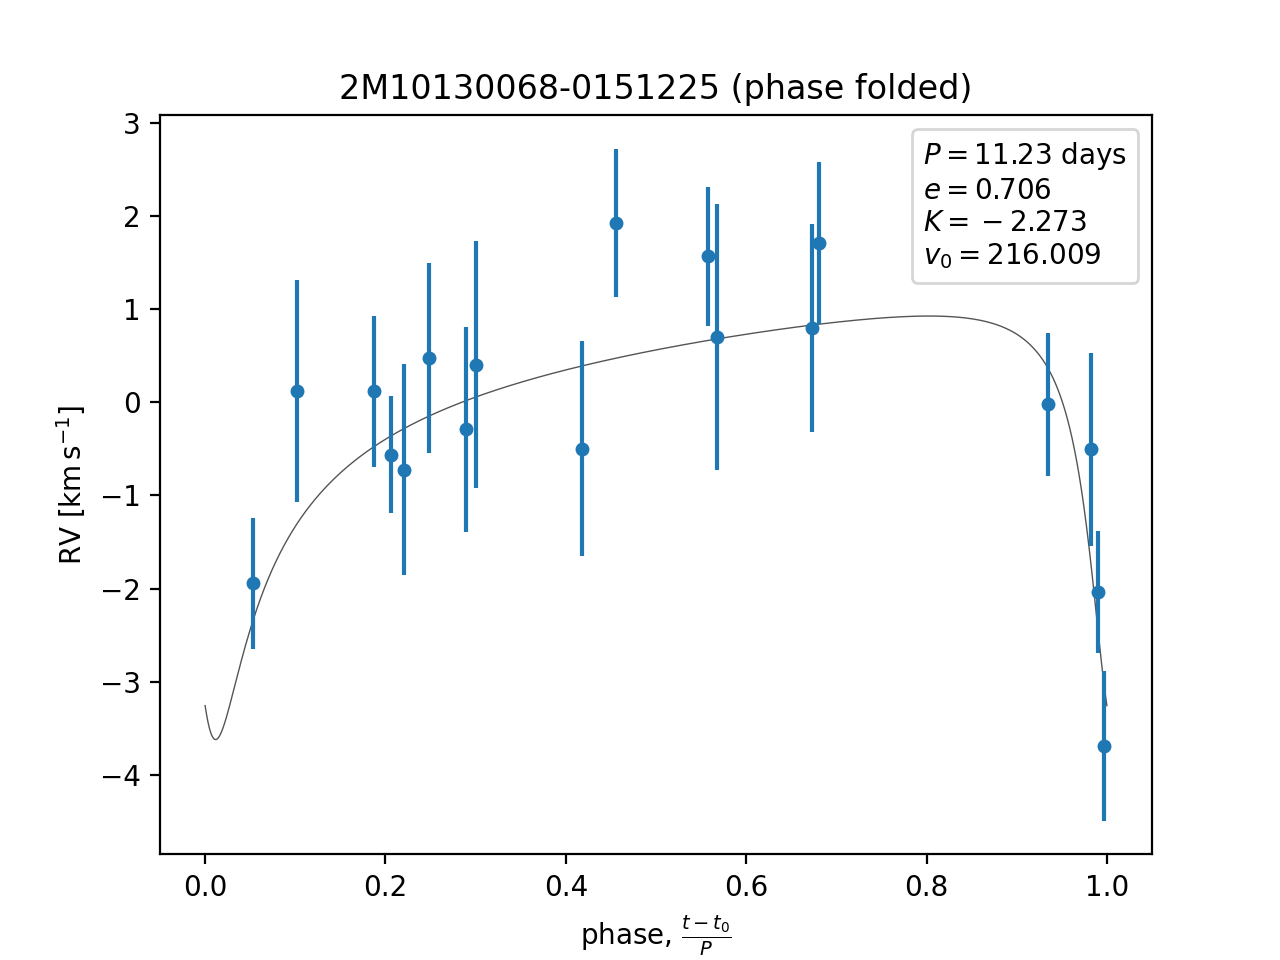 2M10130068-0151225 (phase folded)
P = 11.23 days
e = 0.706
K = −2.273
v₀ = 216.009
3
2
1
0
−1
−2
−3
−4
RV [km s⁻¹]
0.0 0.2 0.4 0.6 0.8 1.0
phase, (t − t₀)/P